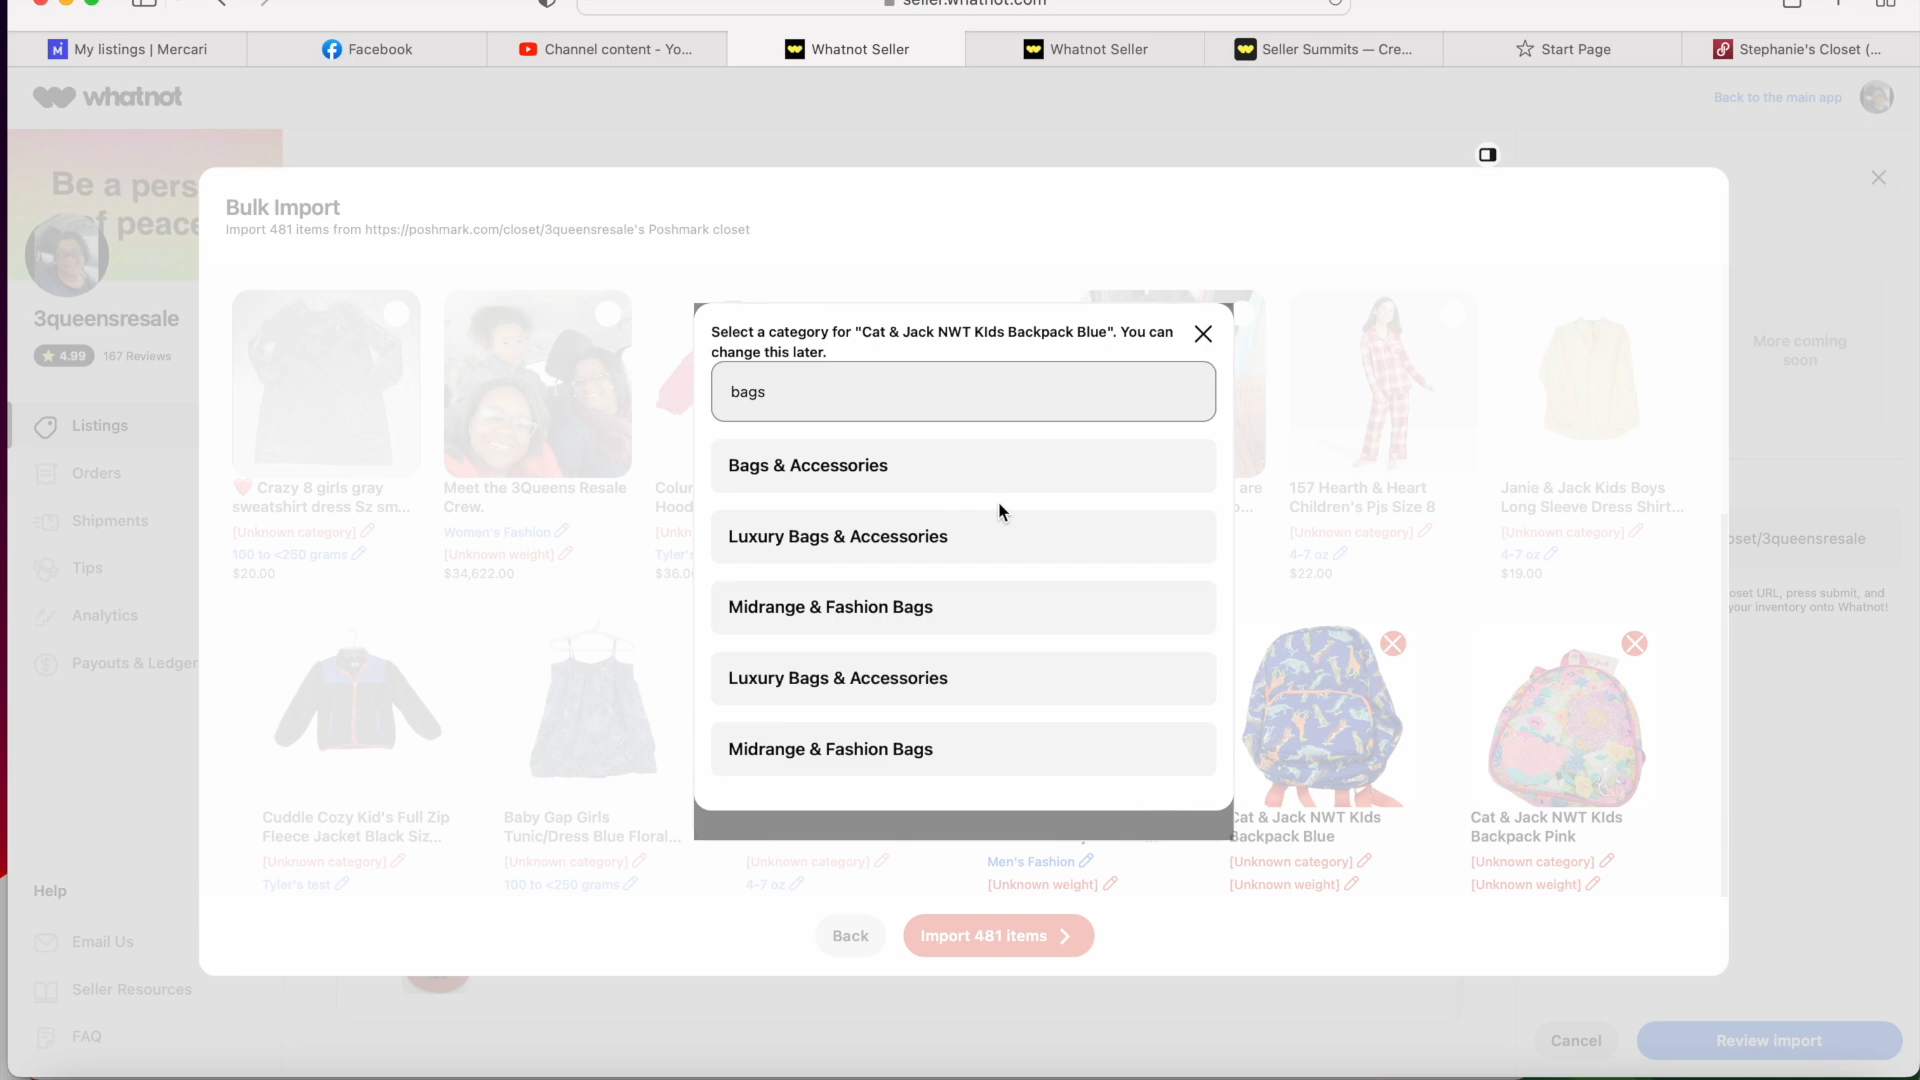 seller.whatnot.com
My listings | Mercari
Facebook
Channel content - Yo...
Whatnot Seller
Whatnot Seller
Seller Summits — Cre...
Start Page
Stephanie's Closet (...
whatnot
Back to the main app
Be a pers
of peace
3queensresale
4.99
167 Reviews
Listings
Orders
Shipments
Tips
Analytics
Payouts & Ledger
Help
Email Us
Seller Resources
FAQ
Bulk Import
Import 481 items from https://poshmark.com/closet/3queensresale's Poshmark closet
Select a category for "Cat & Jack NWT KIds Backpack Blue". You can
change this later.
bags
Bags & Accessories
Luxury Bags & Accessories
Midrange & Fashion Bags
Luxury Bags & Accessories
Midrange & Fashion Bags
❤️ Crazy 8 girls gray
sweatshirt dress Sz sm...
[Unknown category]
100 to <250 grams
$20.00
Meet the 3Queens Resale
Crew.
Women's Fashion
[Unknown weight]
$34,622.00
Colum
Hood
[Unkn
Tyler's
$36.0
are
157 Hearth & Heart
Children's Pjs Size 8
[Unknown category]
4-7 oz
$22.00
Janie & Jack Kids Boys
Long Sleeve Dress Shirt...
[Unknown category]
4-7 oz
$19.00
Cuddle Cozy Kid's Full Zip
Fleece Jacket Black Siz...
[Unknown category]
Tyler's test
Baby Gap Girls
Tunic/Dress Blue Floral...
[Unknown category]
100 to <250 grams
[Unknown category]
4-7 oz
Men's Fashion
[Unknown weight]
Cat & Jack NWT KIds
Backpack Blue
[Unknown category]
[Unknown weight]
Cat & Jack NWT KIds
Backpack Pink
[Unknown category]
[Unknown weight]
Back
Import 481 items
More coming
soon
oset/3queensresale
oset URL, press submit, and
your inventory onto Whatnot!
Cancel
Review import